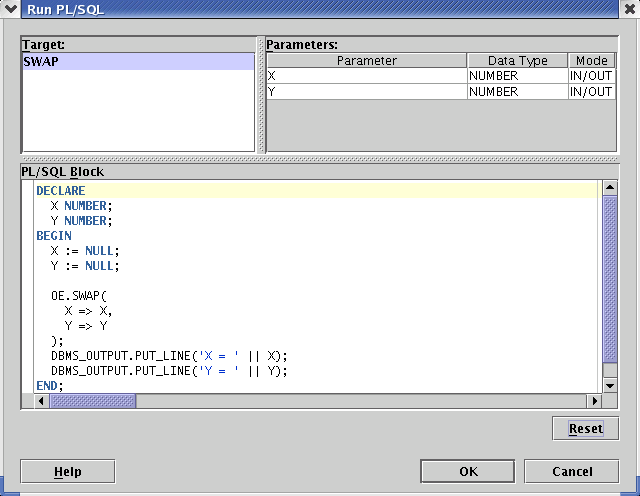 Run PL/SQL
Target:
SWAP
Parameters:
Parameter Data Type Mode
X NUMBER IN/OUT
Y NUMBER IN/OUT
PL/SQL Block
DECLARE
  X NUMBER;
  Y NUMBER;
BEGIN
  X := NULL;
  Y := NULL;

  OE.SWAP(
    X => X,
    Y => Y
  );
  DBMS_OUTPUT.PUT_LINE('X = ' || X);
  DBMS_OUTPUT.PUT_LINE('Y = ' || Y);
END;
Reset
Help OK Cancel